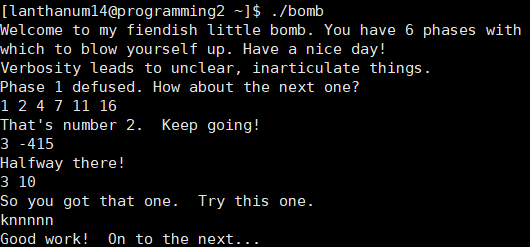 [lanthanum14@programming2 ~]$ ./bomb
Welcome to my fiendish little bomb. You have 6 phases with
which to blow yourself up. Have a nice day!
Verbosity leads to unclear, inarticulate things.
Phase 1 defused. How about the next one?
1 2 4 7 11 16
That's number 2.  Keep going!
3 -415
Halfway there!
3 10
So you got that one.  Try this one.
knnnnn
Good work!  On to the next...